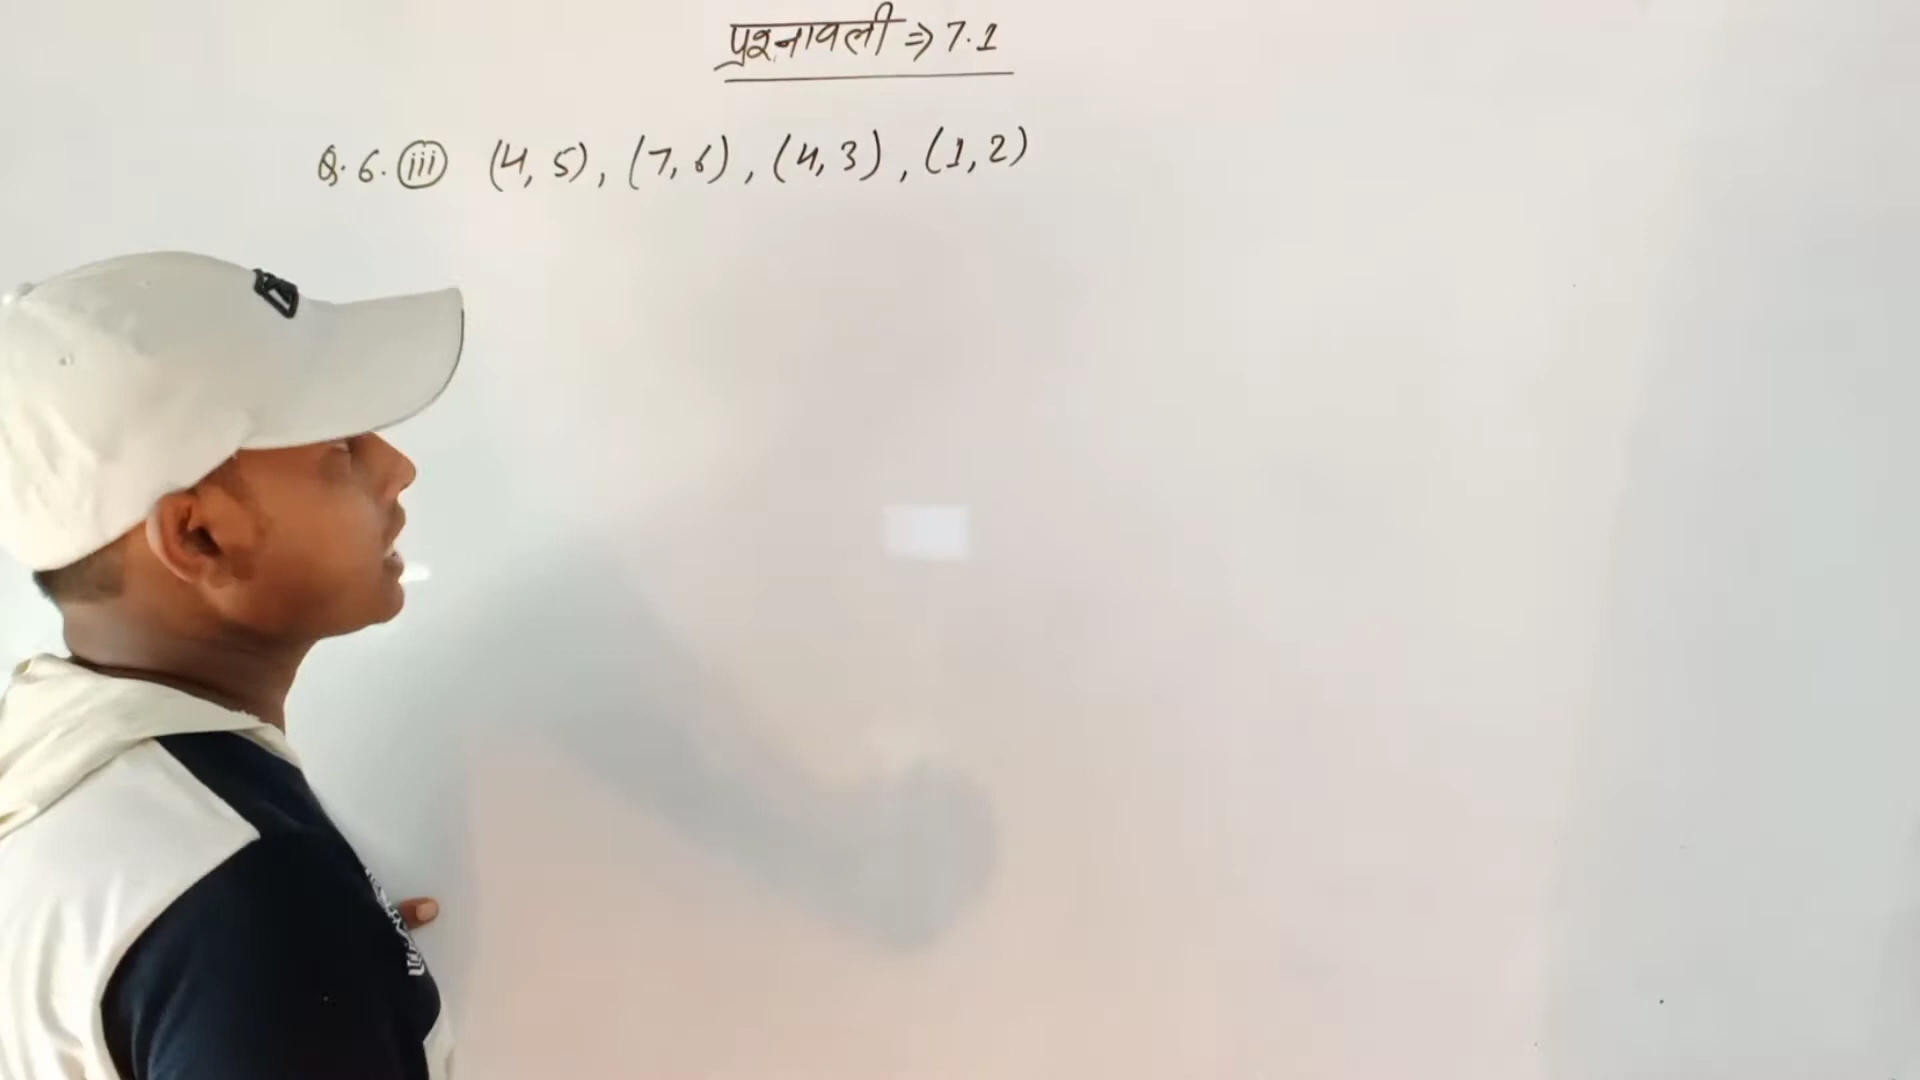 प्रश्नावली ⇒ 7.1
Q.6. (iii) (4, 5), (7, 6), (4, 3), (1, 2)